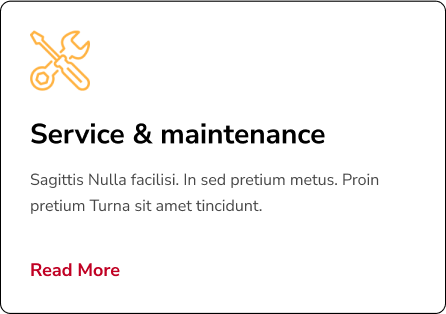 Service & maintenance
Sagittis Nulla facilisi. In sed pretium metus. Proin
pretium Turna sit amet tincidunt.
Read More